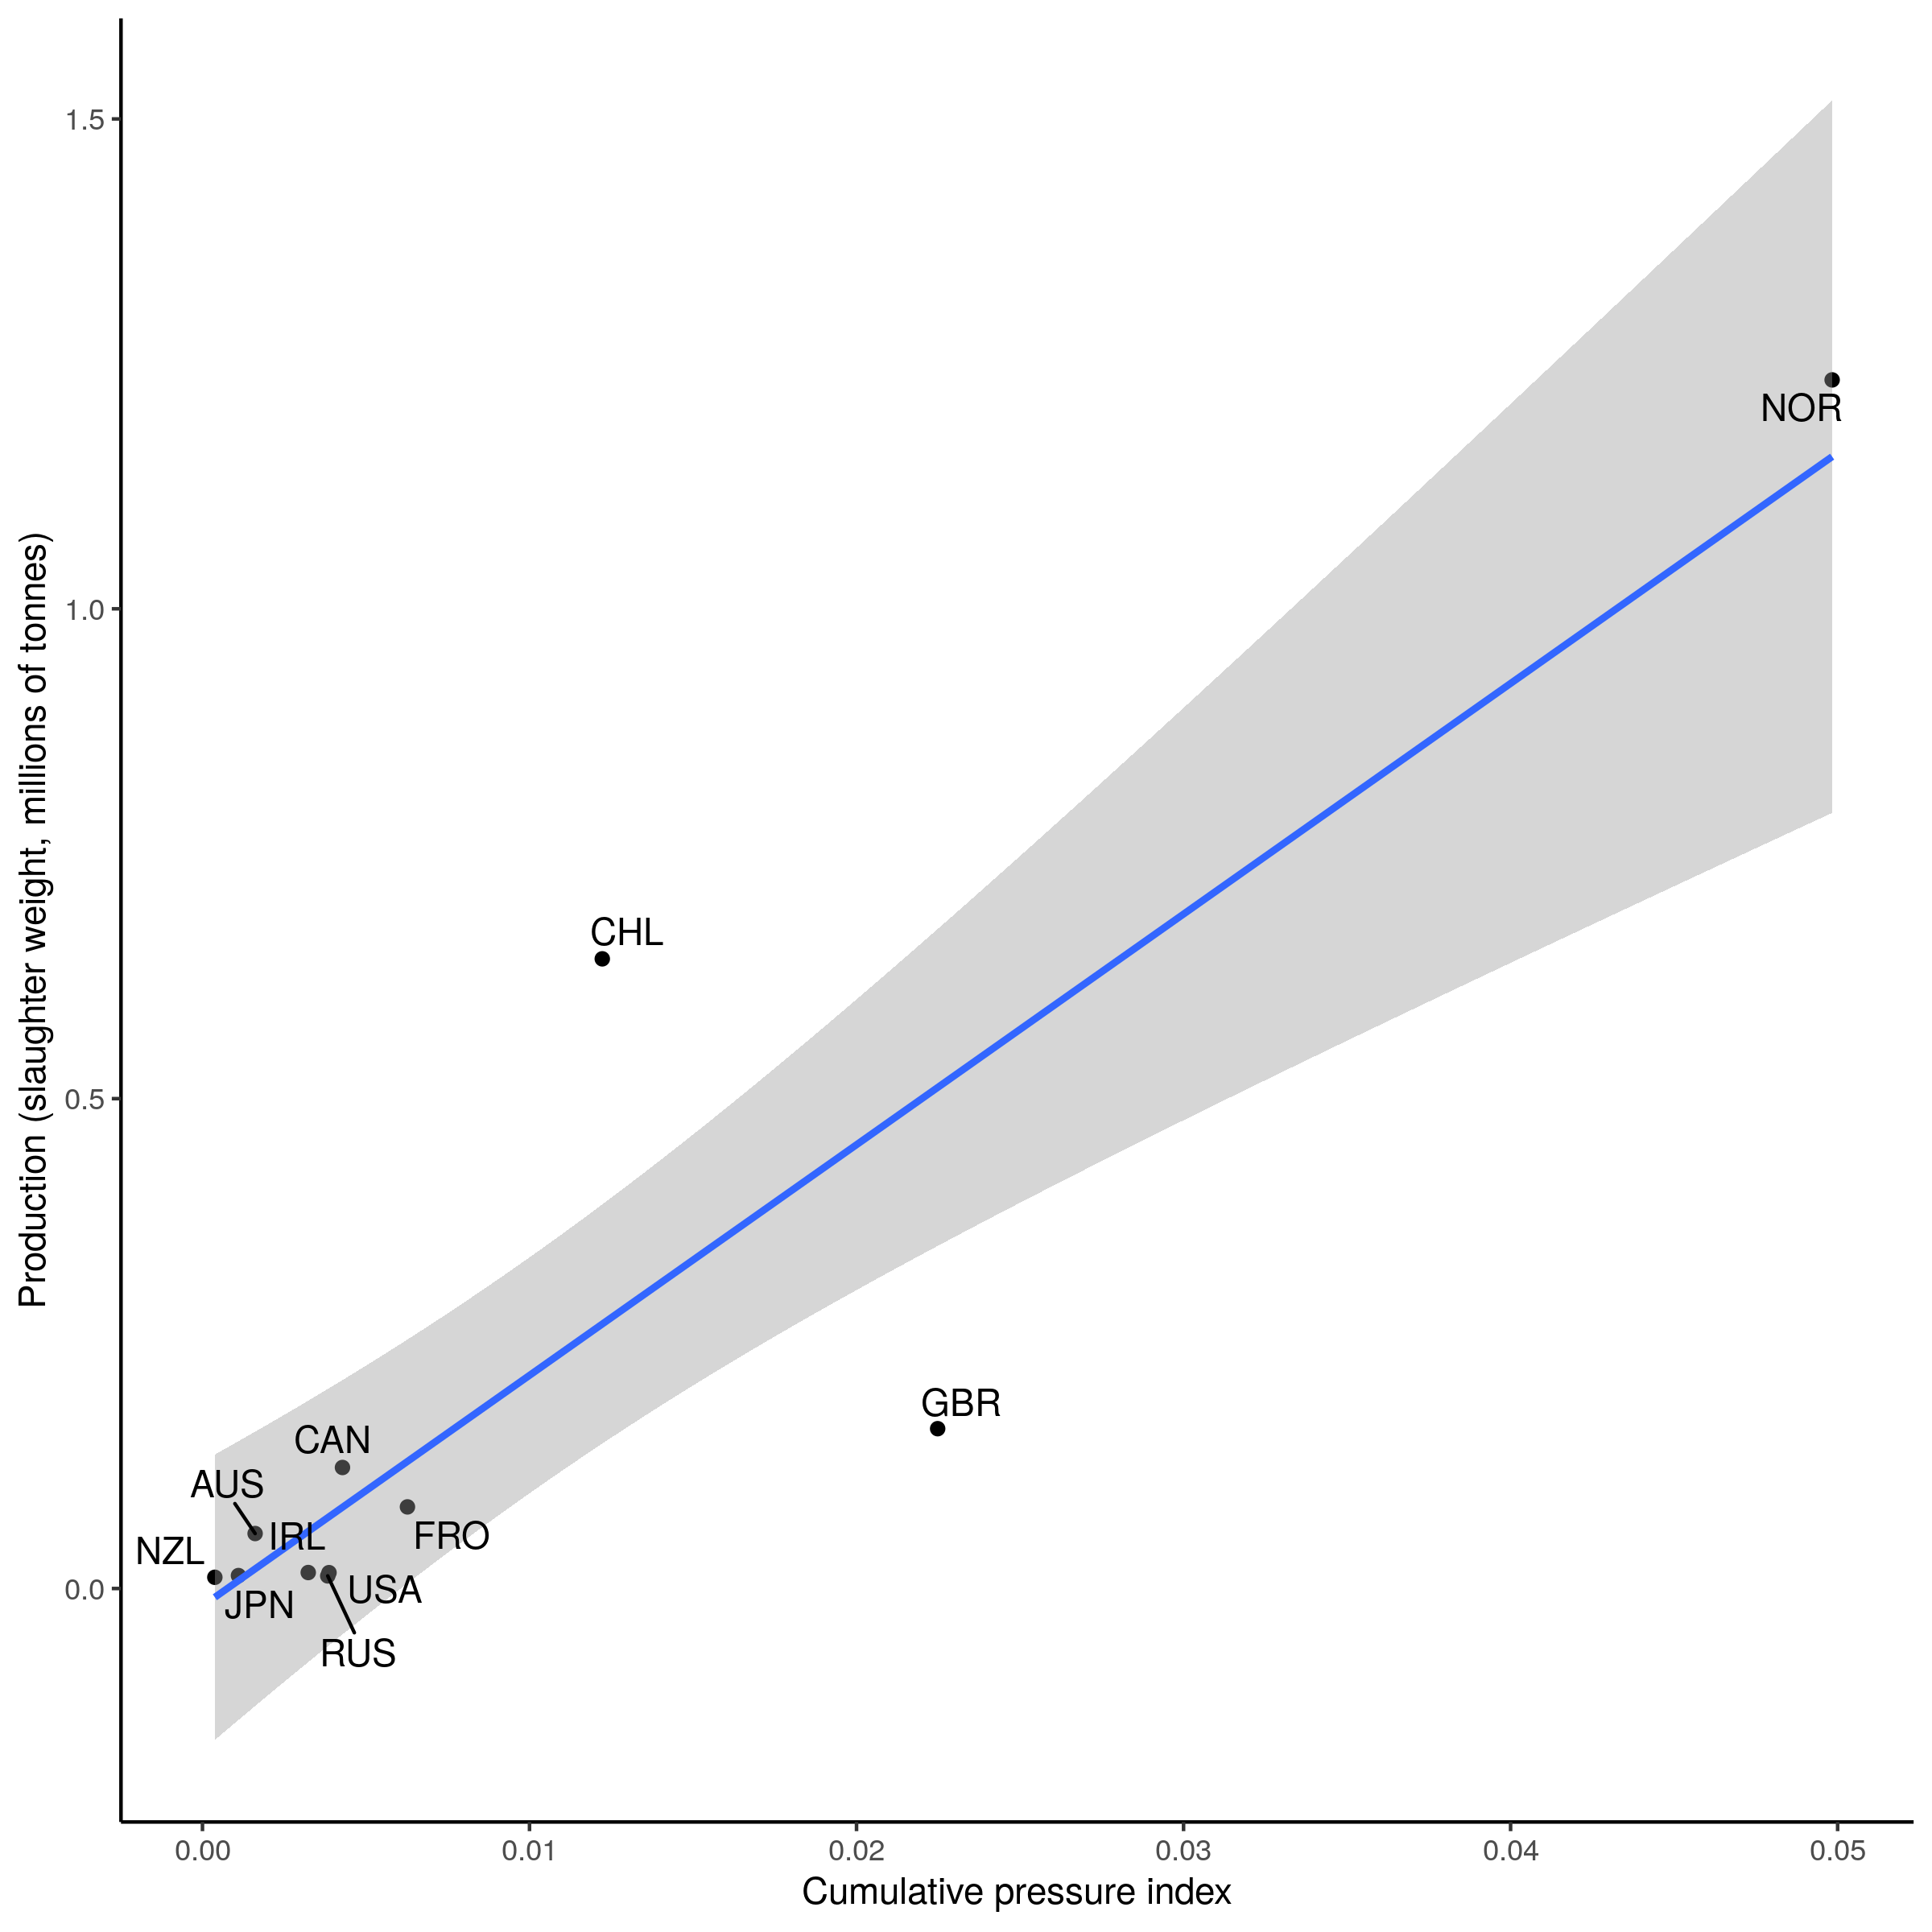 1.5
1.0
0.5
0.0
Production (slaughter weight, millions of tonnes)
NOR
CHL
GBR
CAN
AUS
IRL
FRO
NZL
USA
JPN
RUS
0.00
0.01
0.02
0.03
0.04
0.05
Cumulative pressure index